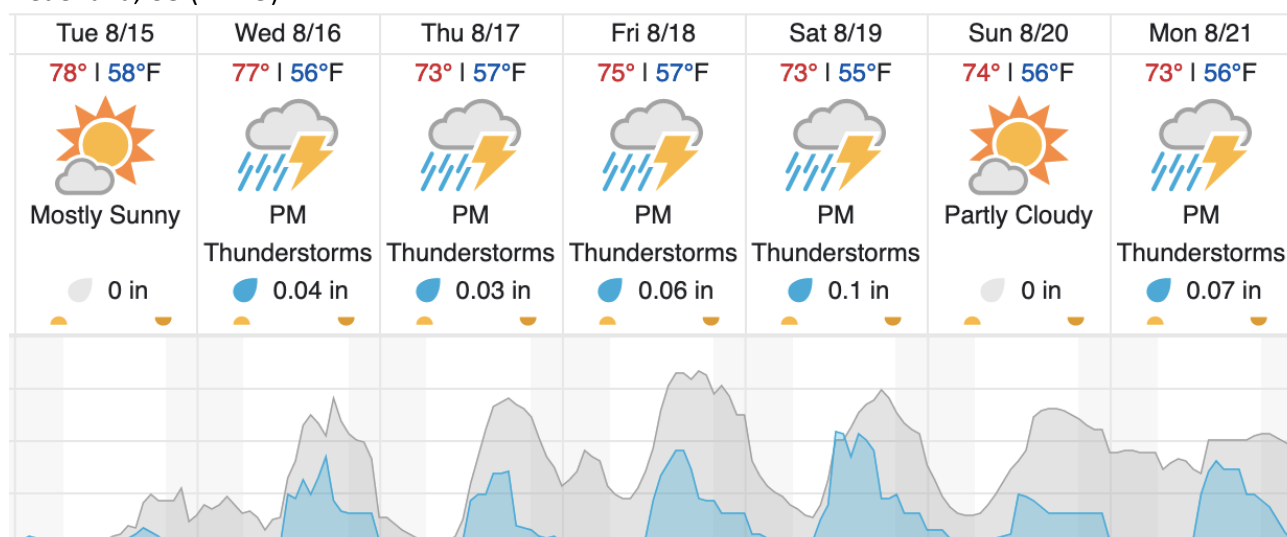 Tue 8/15 Wed 8/16 Thu 8/17 Fri 8/18 Sat 8/19 Sun 8/20 Mon 8/21
78° | 58°F 77° | 56°F 73° | 57°F 75° | 57°F 73° | 55°F 74° | 56°F 73° | 56°F
Mostly Sunny PM PM PM PM Partly Cloudy PM
Thunderstorms Thunderstorms Thunderstorms Thunderstorms Thunderstorms
0 in 0.04 in 0.03 in 0.06 in 0.1 in 0 in 0.07 in